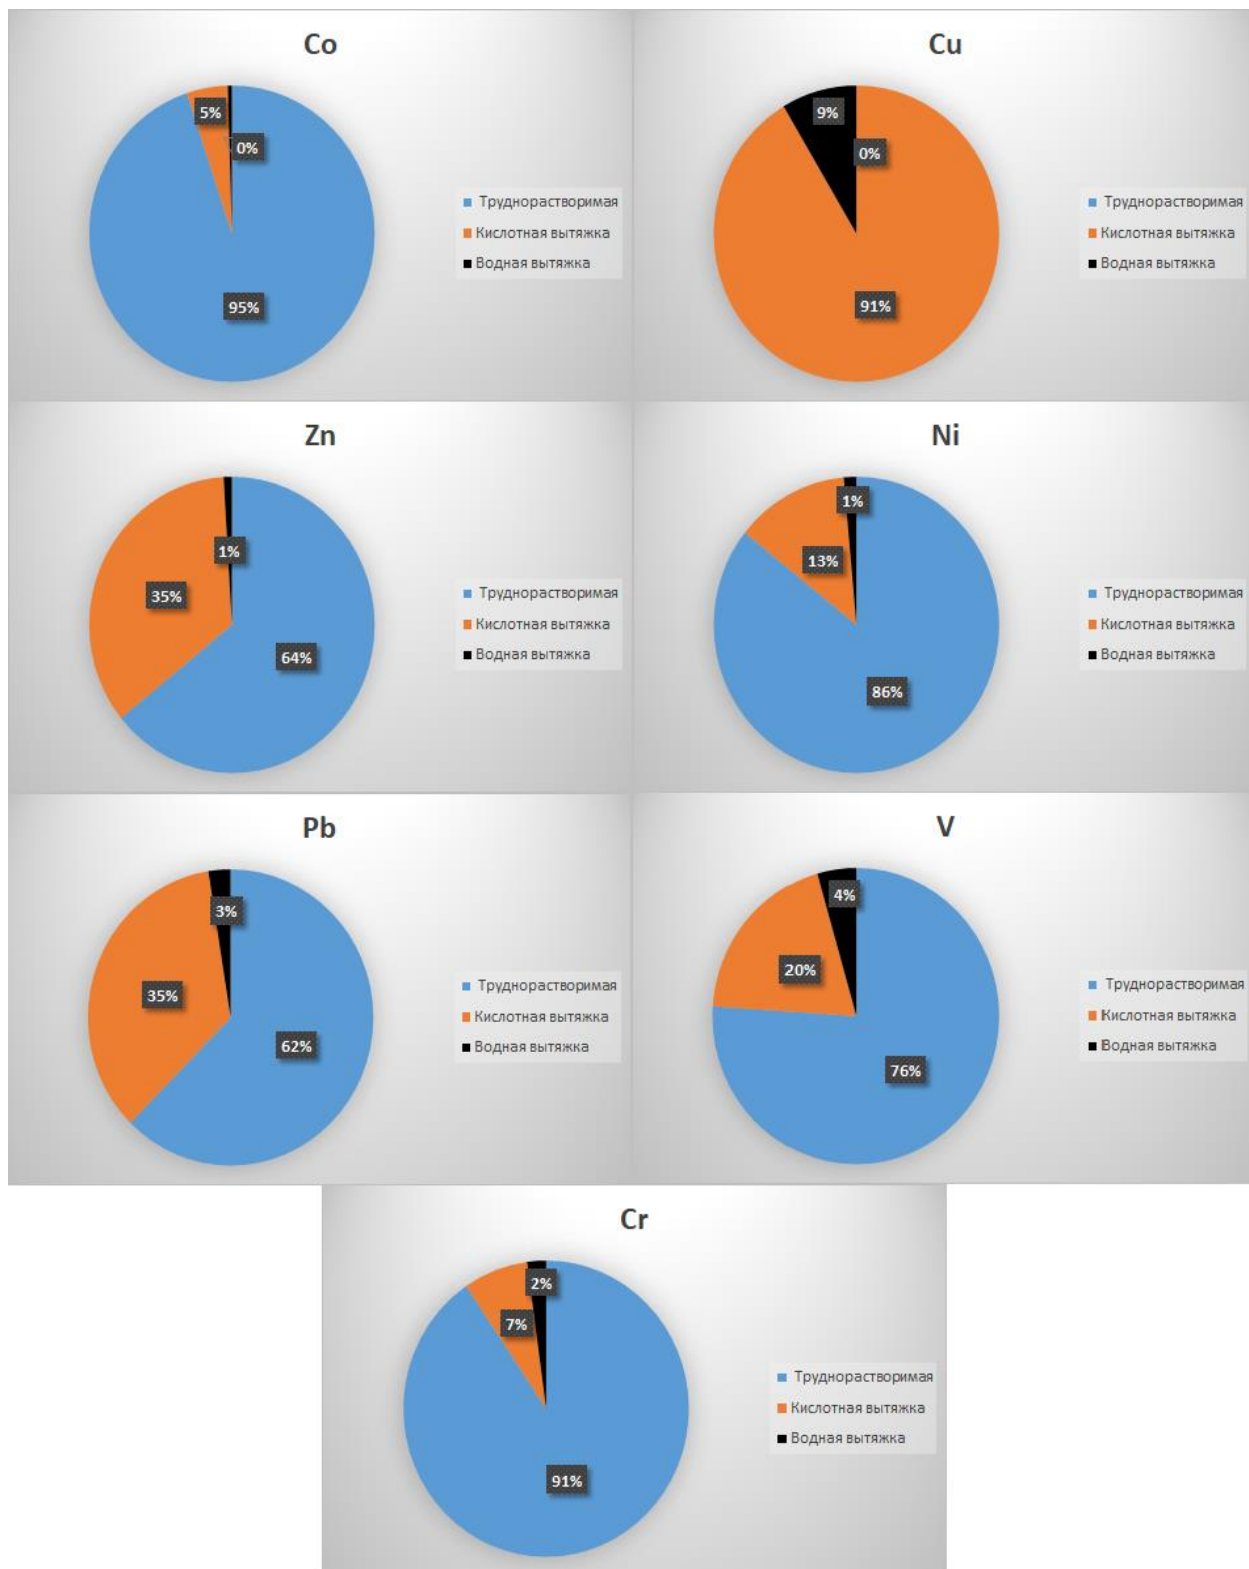 Co
5%
0%
95%
Труднорастворимая
Кислотная вытяжка
Водная вытяжка
Cu
9%
0%
91%
Труднорастворимая
Кислотная вытяжка
Водная вытяжка
Zn
1%
35%
64%
Труднорастворимая
Кислотная вытяжка
Водная вытяжка
Ni
1%
13%
86%
Труднорастворимая
Кислотная вытяжка
Водная вытяжка
Pb
3%
35%
62%
Труднорастворимая
Кислотная вытяжка
Водная вытяжка
V
4%
20%
76%
Труднорастворимая
Кислотная вытяжка
Водная вытяжка
Cr
2%
7%
91%
Труднорастворимая
Кислотная вытяжка
Водная вытяжка